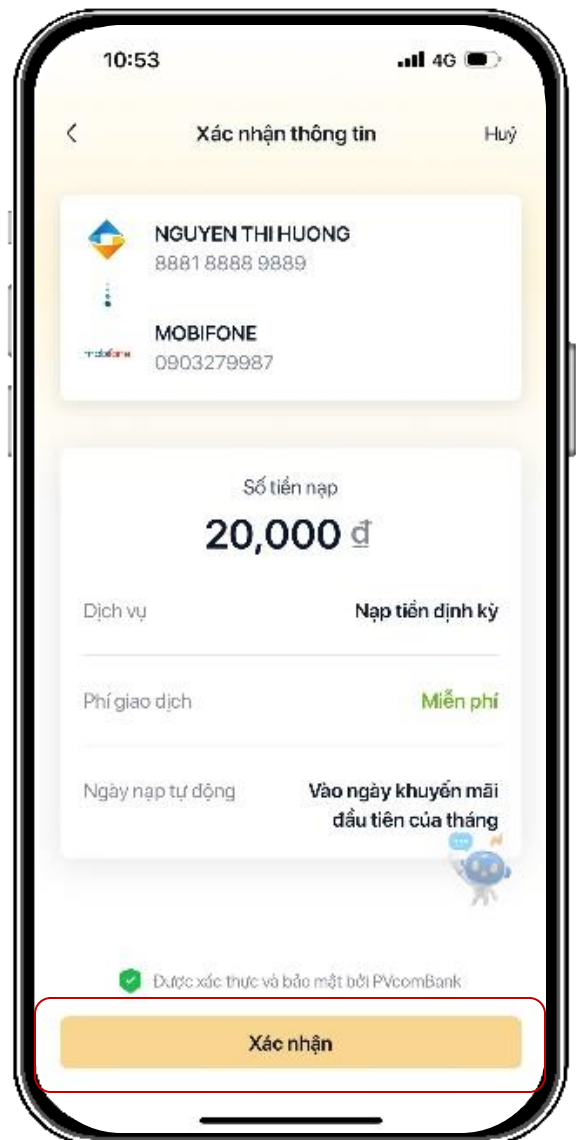 10:53
4G
Xác nhận thông tin
Huỷ
NGUYEN THI HUONG
8881 8888 9889
mobifone
MOBIFONE
0903279987
Số tiền nạp
20,000 ₫
Dịch vụ
Nạp tiền định kỳ
Phí giao dịch
Miễn phí
Ngày nạp tự động
Vào ngày khuyến mãi
đầu tiên của tháng
Được xác thực và bảo mật bởi PVcomBank
Xác nhận